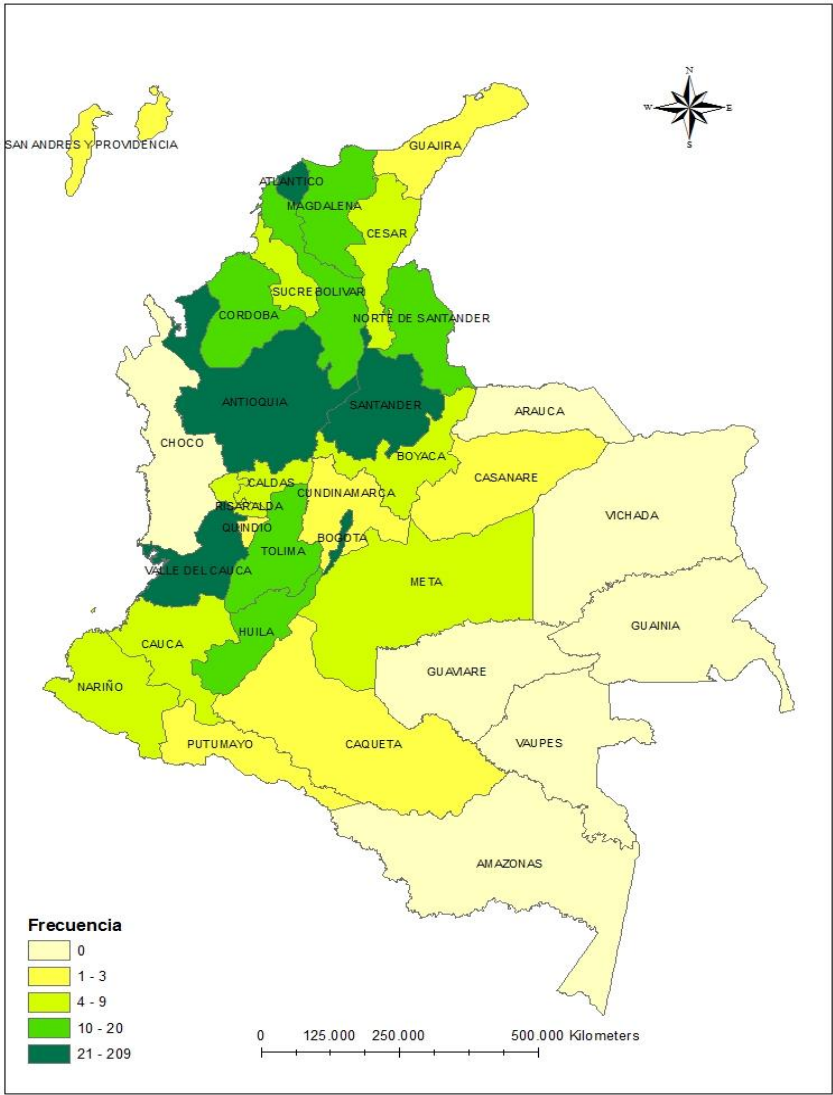 N
W E
S
SAN ANDRES Y PROVIDENCIA
GUAJIRA
ATLANTICO
MAGDALENA
CESAR
SUCRE
BOLIVAR
CORDOBA
NORTE DE SANTANDER
ANTIOQUIA
SANTANDER
ARAUCA
CHOCO
BOYACA
CASANARE
CALDAS
CUNDINAMARCA
RISARALDA
VICHADA
QUINDIO
BOGOTA
TOLIMA
VALLE DEL CAUCA
META
GUAINIA
HUILA
CAUCA
GUAVIARE
NARIÑO
PUTUMAYO
CAQUETA
VAUPES
AMAZONAS
Frecuencia
0
1 - 3
4 - 9
10 - 20
21 - 209
0 125.000 250.000 500.000 Kilometers